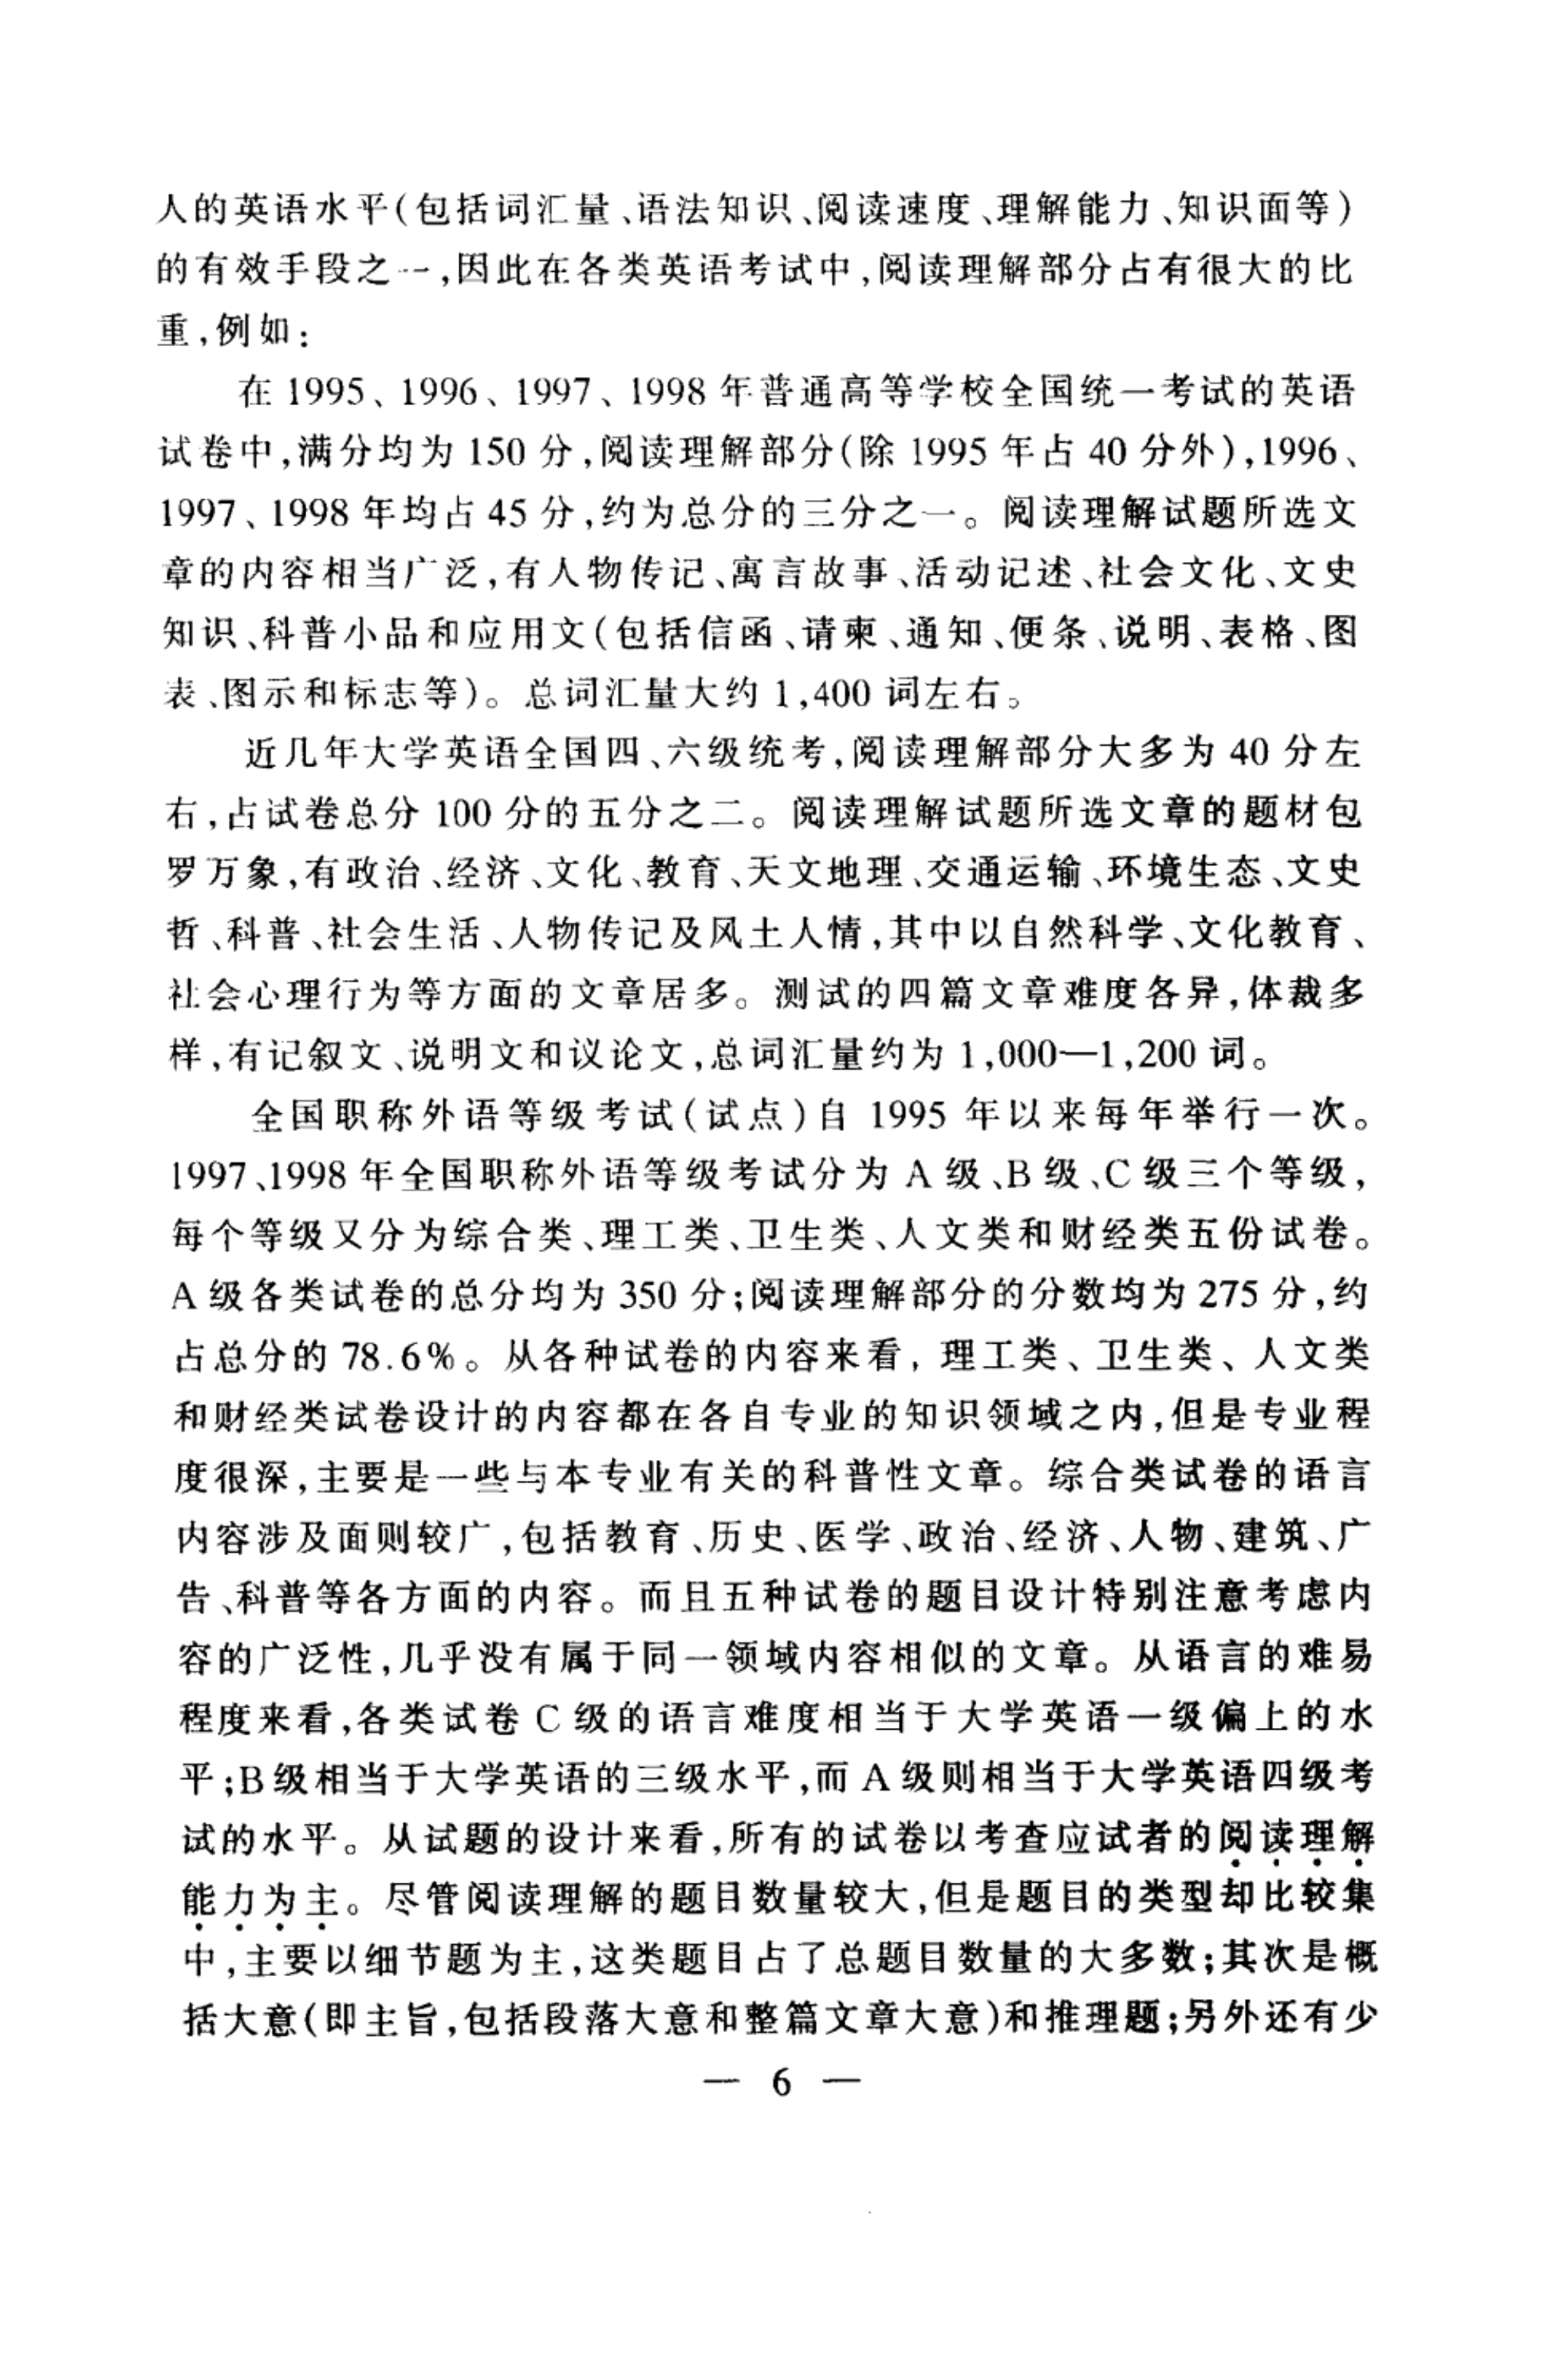 人的英语水平(包括词汇量、语法知识、阅读速度、理解能力、知识面等)
的有效手段之一,因此在各类英语考试中,阅读理解部分占有很大的比
重,例如:
在 1995、1996、1997、1998 年普通高等学校全国统一考试的英语
试卷中,满分均为 150 分,阅读理解部分(除 1995 年占 40 分外),1996、
1997、1998 年均占 45 分,约为总分的三分之一。阅读理解试题所选文
章的内容相当广泛,有人物传记、寓言故事、活动记述、社会文化、文史
知识、科普小品和应用文(包括信函、请柬、通知、便条、说明、表格、图
表、图示和标志等)。总词汇量大约 1,400 词左右。
近几年大学英语全国四、六级统考,阅读理解部分大多为 40 分左
右,占试卷总分 100 分的五分之二。阅读理解试题所选文章的题材包
罗万象,有政治、经济、文化、教育、天文地理、交通运输、环境生态、文史
哲、科普、社会生活、人物传记及风土人情,其中以自然科学、文化教育、
社会心理行为等方面的文章居多。测试的四篇文章难度各异,体裁多
样,有记叙文、说明文和议论文,总词汇量约为 1,000—1,200 词。
全国职称外语等级考试(试点)自 1995 年以来每年举行一次。
1997、1998 年全国职称外语等级考试分为 A 级、B 级、C 级三个等级,
每个等级又分为综合类、理工类、卫生类、人文类和财经类五份试卷。
A 级各类试卷的总分均为 350 分;阅读理解部分的分数均为 275 分,约
占总分的 78.6%。从各种试卷的内容来看,理工类、卫生类、人文类
和财经类试卷设计的内容都在各自专业的知识领域之内,但是专业程
度很深,主要是一些与本专业有关的科普性文章。综合类试卷的语言
内容涉及面则较广,包括教育、历史、医学、政治、经济、人物、建筑、广
告、科普等各方面的内容。而且五种试卷的题目设计特别注意考虑内
容的广泛性,几乎没有属于同一领域内容相似的文章。从语言的难易
程度来看,各类试卷 C 级的语言难度相当于大学英语一级偏上的水
平;B 级相当于大学英语的三级水平,而 A 级则相当于大学英语四级考
试的水平。从试题的设计来看,所有的试卷以考查应试者的阅读理解
能力为主。尽管阅读理解的题目数量较大,但是题目的类型却比较集
中,主要以细节题为主,这类题目占了总题目数量的大多数;其次是概
括大意(即主旨,包括段落大意和整篇文章大意)和推理题;另外还有少
— 6 —